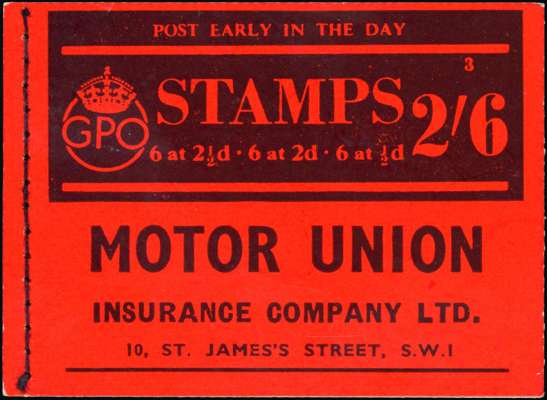 POST EARLY IN THE DAY
3
GPO STAMPS 2/6
6 at 2½d · 6 at 2d · 6 at ½d
MOTOR UNION
INSURANCE COMPANY LTD.
10, ST. JAMES'S STREET, S.W.1